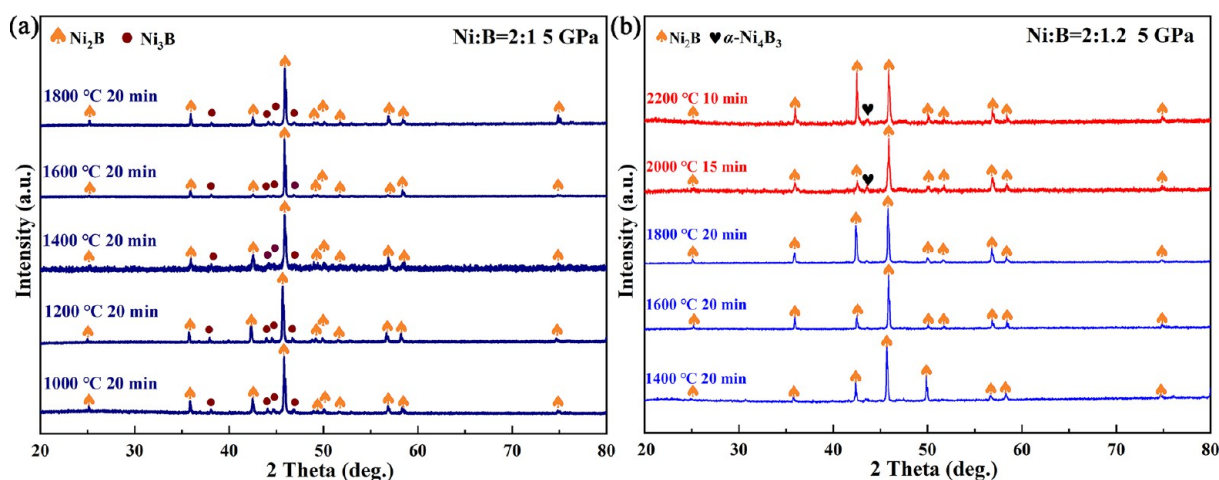 (a)
Ni₂B
Ni₃B
Ni:B=2:1 5 GPa
1800 ℃ 20 min
1600 ℃ 20 min
1400 ℃ 20 min
1200 ℃ 20 min
1000 ℃ 20 min
Intensity (a.u.)
20 30 40 50 60 70 80
2 Theta (deg.)
(b)
Ni₂B
α-Ni₄B₃
Ni:B=2:1.2 5 GPa
2200 ℃ 10 min
2000 ℃ 15 min
1800 ℃ 20 min
1600 ℃ 20 min
1400 ℃ 20 min
Intensity (a.u.)
20 30 40 50 60 70 80
2 Theta (deg.)